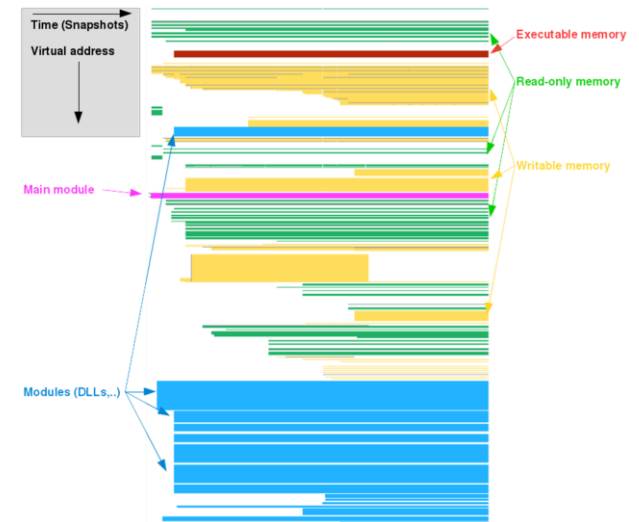 Time (Snapshots)
Virtual address
Executable memory
Read-only memory
Writable memory
Main module
Modules (DLLs,..)